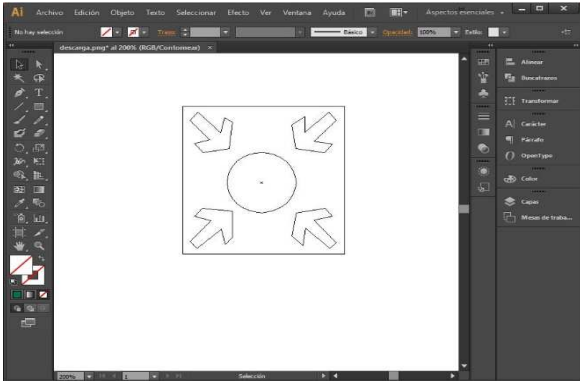 Ai Archivo Edición Objeto Texto Seleccionar Efecto Ver Ventana Ayuda Aspectos esenciales
No hay selección Trazo: Básico Opacidad: 100% Estilo:
descarga.png* al 200% (RGB/Contornear) ×
Alinear
Buscatrazos
Transformar
Carácter
Párrafo
OpenType
Color
Capas
Mesas de traba...
200% 1 Selección